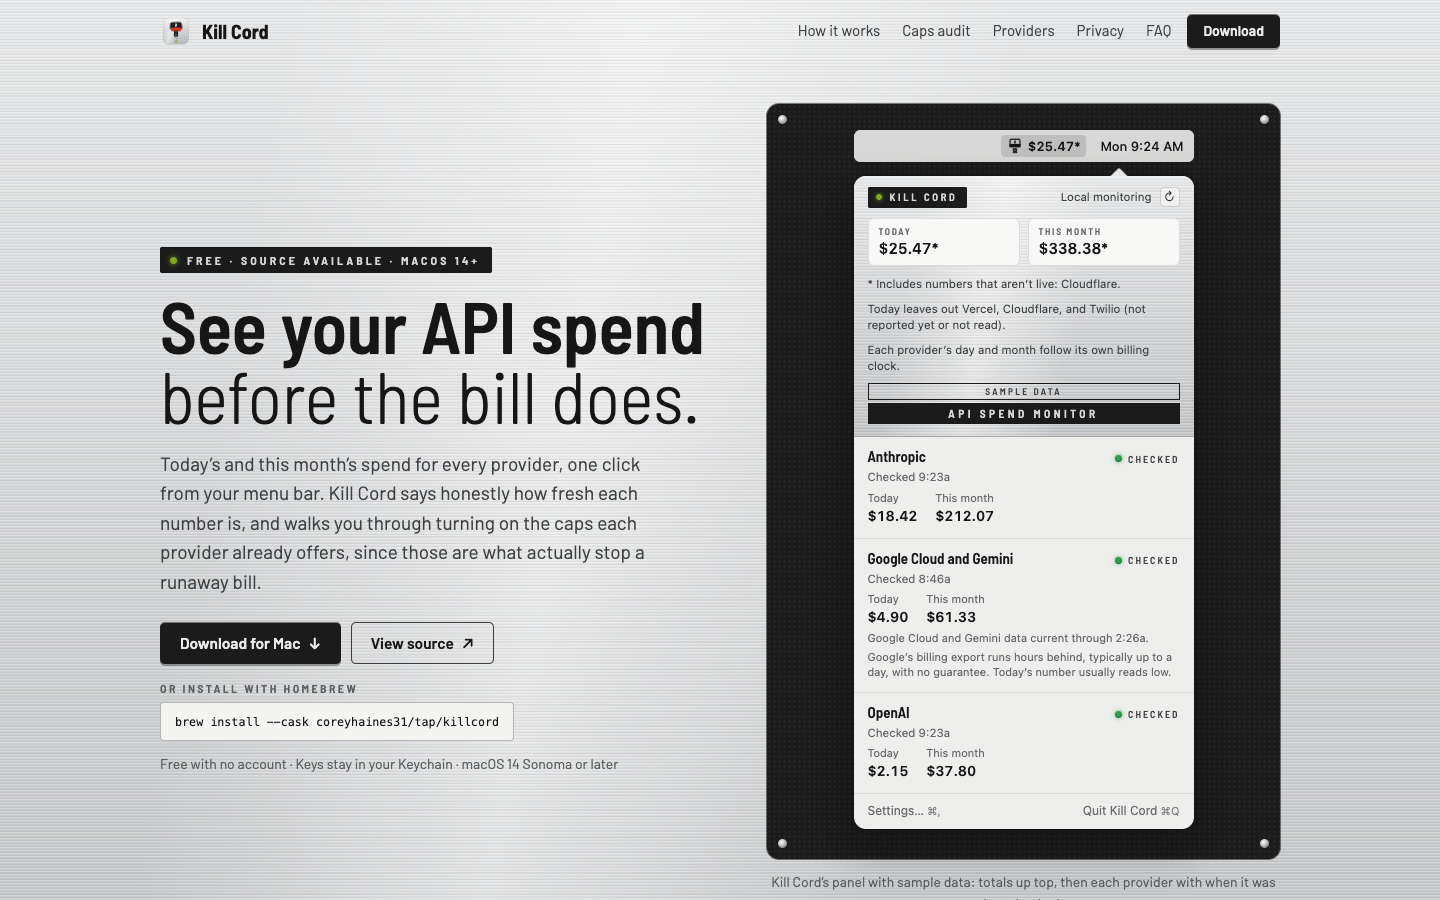 Kill Cord
How it works
Caps audit
Providers
Privacy
FAQ
Download
FREE · SOURCE AVAILABLE · MACOS 14+
See your API spend
before the bill does.
Today’s and this month’s spend for every provider, one click
from your menu bar. Kill Cord says honestly how fresh each
number is, and walks you through turning on the caps each
provider already offers, since those are what actually stop a
runaway bill.
Download for Mac ↓
View source ↗
OR INSTALL WITH HOMEBREW
brew install --cask coreyhaines31/tap/killcord
Free with no account · Keys stay in your Keychain · macOS 14 Sonoma or later
$25.47* Mon 9:24 AM
KILL CORD
Local monitoring
TODAY
$25.47*
THIS MONTH
$338.38*
* Includes numbers that aren’t live: Cloudflare.
Today leaves out Vercel, Cloudflare, and Twilio (not
reported yet or not read).
Each provider’s day and month follow its own billing
clock.
SAMPLE DATA
API SPEND MONITOR
Anthropic
CHECKED
Checked 9:23a
Today This month
$18.42 $212.07
Google Cloud and Gemini
CHECKED
Checked 8:46a
Today This month
$4.90 $61.33
Google Cloud and Gemini data current through 2:26a.
Google’s billing export runs hours behind, typically up to a
day, with no guarantee. Today’s number usually reads low.
OpenAI
CHECKED
Checked 9:23a
Today This month
$2.15 $37.80
Settings... ⌘,
Quit Kill Cord ⌘Q
Kill Cord’s panel with sample data: totals up top, then each provider with when it was